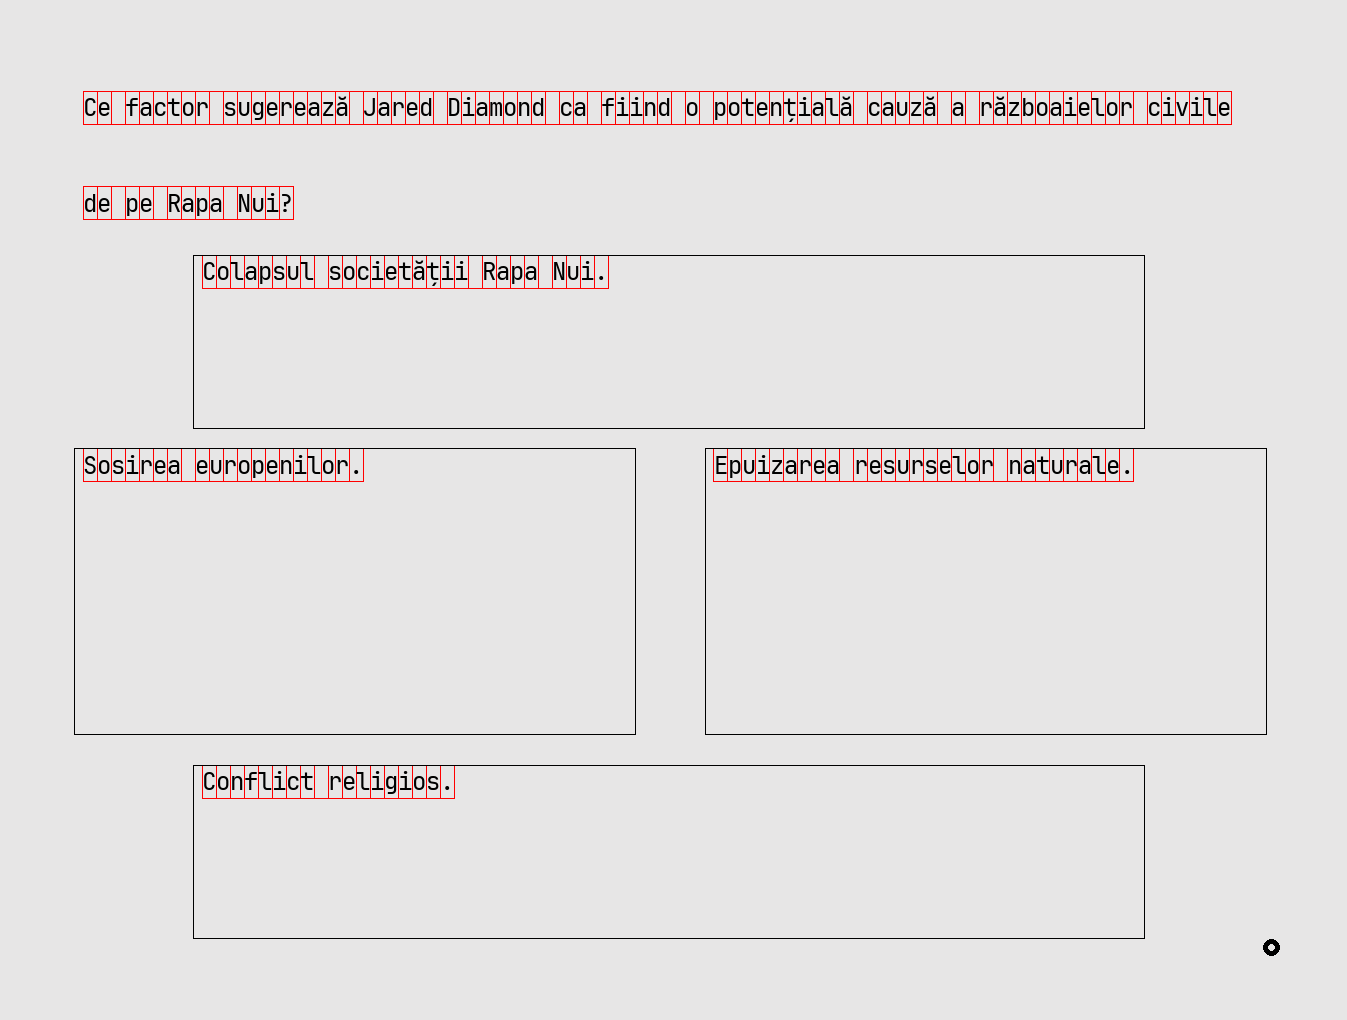 Ce factor sugerează Jared Diamond ca fiind o potențială cauză a războaielor civile
de pe Rapa Nui?
Colapsul societății Rapa Nui.
Sosirea europenilor.
Epuizarea resurselor naturale.
Conflict religios.